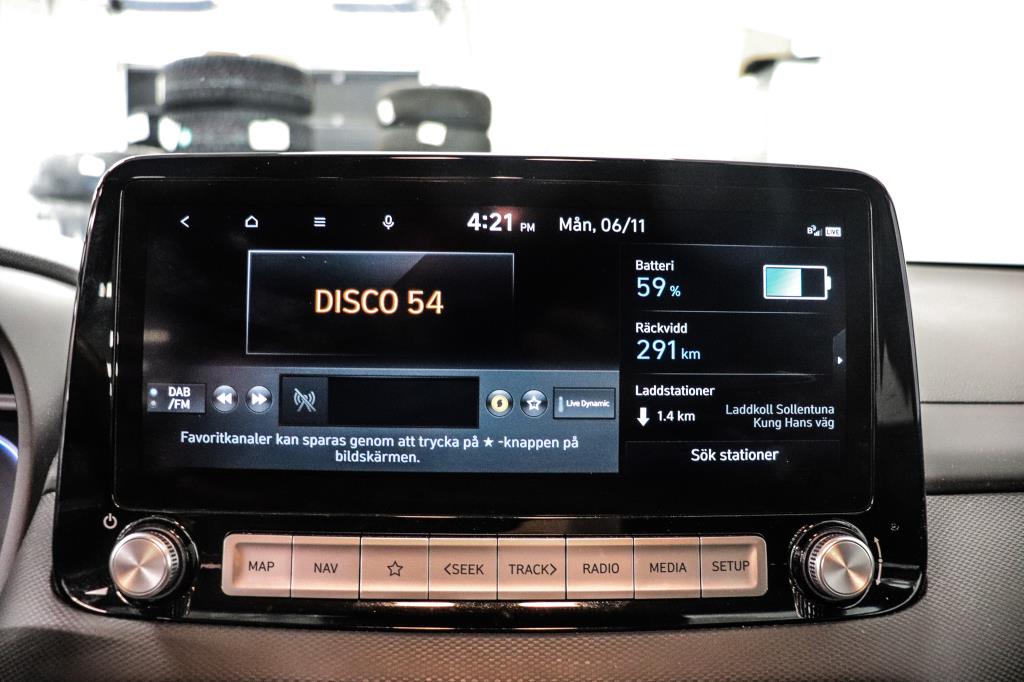 4:21 PM Mån, 06/11
LIVE
DISCO 54
Batteri
59 %
Räckvidd
291 km
DAB
/FM
Live Dynamic
Favoritkanaler kan sparas genom att trycka på ★ -knappen på
bildskärmen.
Laddstationer
1.4 km
Laddkoll Sollentuna
Kung Hans väg
Sök stationer
MAP
NAV
<SEEK
TRACK>
RADIO
MEDIA
SETUP